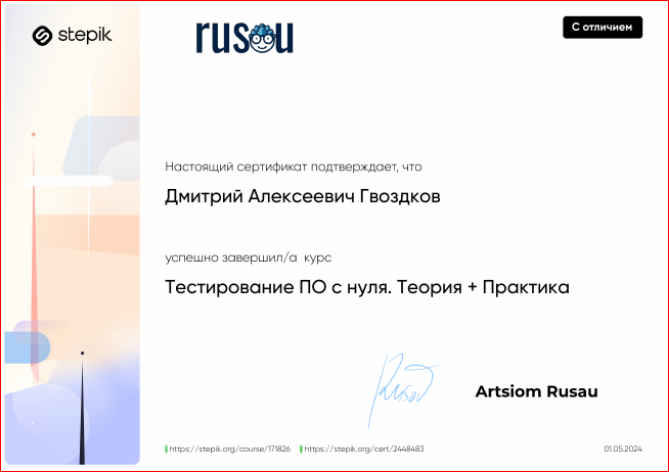 stepik
rusau
С отличием
Настоящий сертификат подтверждает, что
Дмитрий Алексеевич Гвоздков
успешно завершил/а курс
Тестирование ПО с нуля. Теория + Практика
Rusau
Artsiom Rusau
https://stepik.org/course/171826 https://stepik.org/cert/2448483 01.05.2024